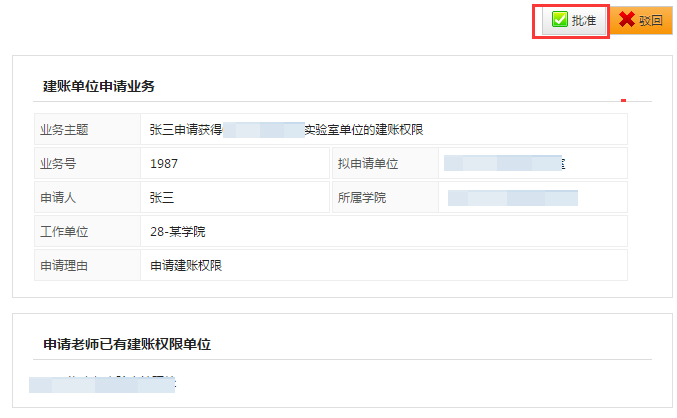 批准 驳回
建账单位申请业务
业务主题 张三申请获得 实验室单位的建账权限
业务号 1987 拟申请单位 室
申请人 张三 所属学院
工作单位 28-某学院
申请理由 申请建账权限
申请老师已有建账权限单位